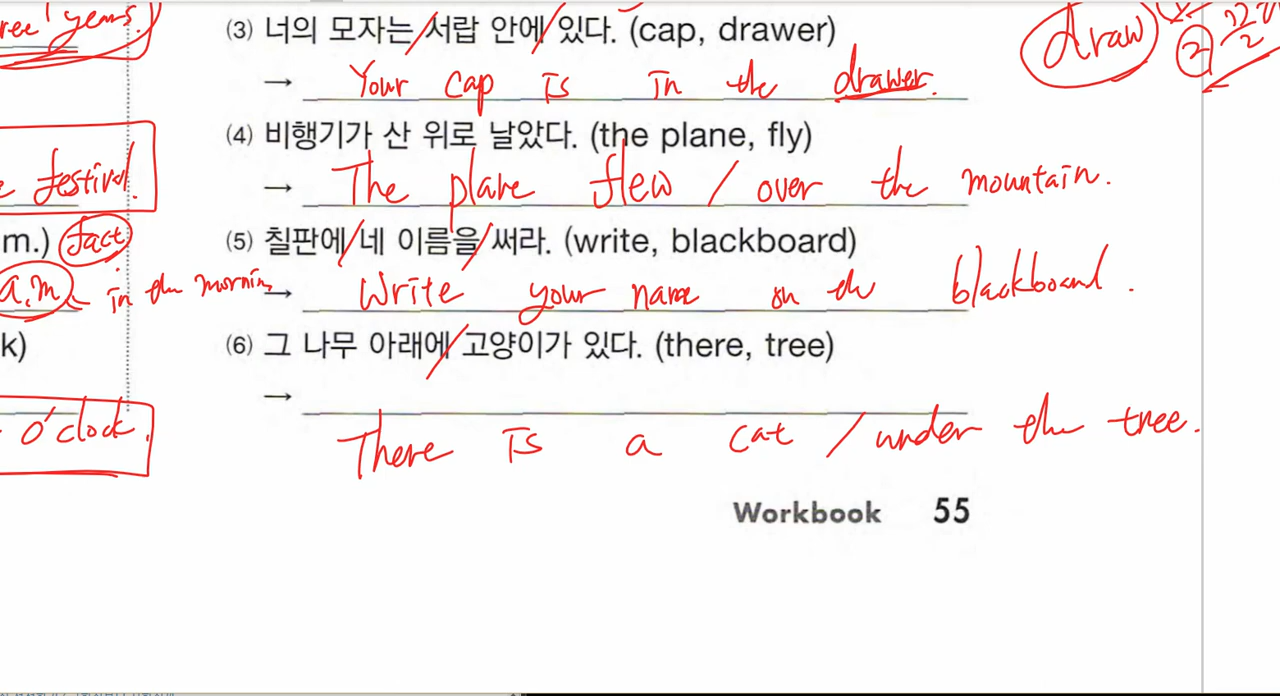 ree years.
(3) 너의 모자는/서랍 안에/있다. (cap, drawer)
draw
2
→ Your cap is in the drawer.
(4) 비행기가 산 위로 날았다. (the plane, fly)
festival.
→ The plane flew / over the mountain.
m.) fact
(5) 칠판에/네 이름을/써라. (write, blackboard)
a.m in the morning
→ Write your name on the blackboard.
k)
(6) 그 나무 아래에/고양이가 있다. (there, tree)
→
o'clock.
There is a cat / under the tree.
Workbook 55